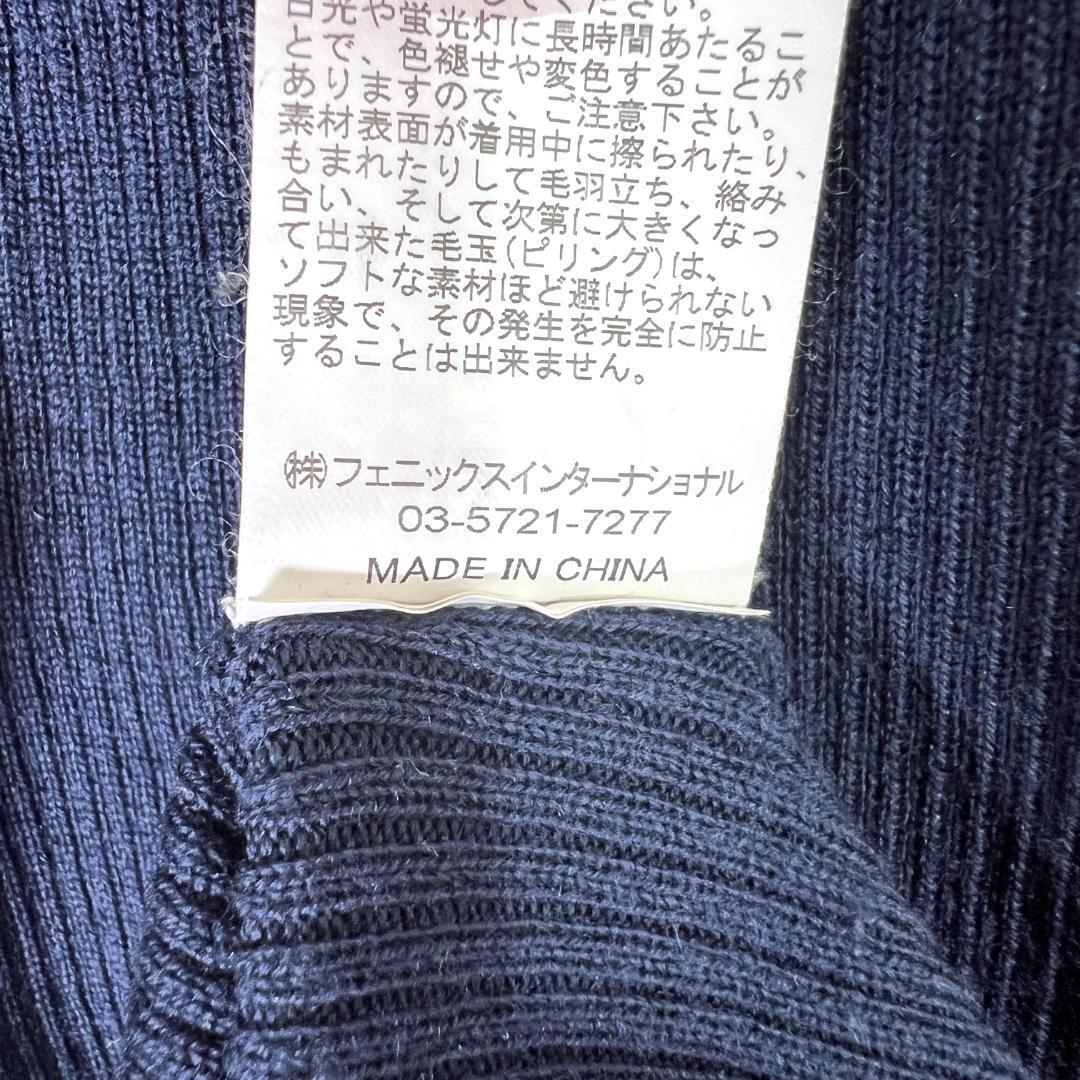 ください。
日光や蛍光灯に長時間あたるこ
とで、色褪せや変色することが
ありますので、ご注意下さい。
素材表面が着用中に擦られたり、
もまれたりして毛羽立ち、絡み
合い、そして次第に大きくなっ
て出来た毛玉(ピリング)は、
ソフトな素材ほど避けられない
現象で、その発生を完全に防止
することは出来ません。
㈱フェニックスインターナショナル
03-5721-7277
MADE IN CHINA